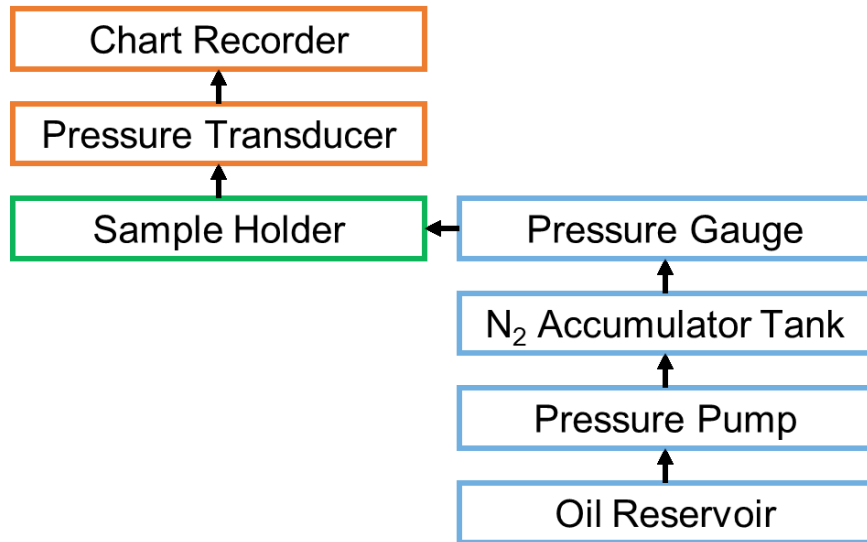 Chart Recorder
Pressure Transducer
Sample Holder
Pressure Gauge
N₂ Accumulator Tank
Pressure Pump
Oil Reservoir